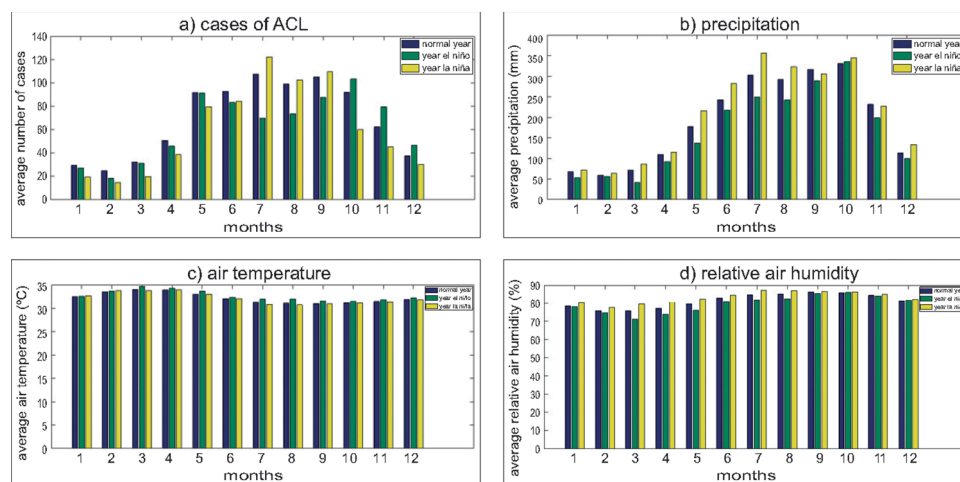 a) cases of ACL
average number of cases
140
120
100
80
60
40
20
0
normal year
year el niño
year la niña
1 2 3 4 5 6 7 8 9 10 11 12
months
b) precipitation
average precipitation (mm)
400
350
300
250
200
150
100
50
0
normal year
year el niño
year la niña
1 2 3 4 5 6 7 8 9 10 11 12
months
c) air temperature
average air temperature (ºC)
35
30
25
20
15
10
5
0
normal year
year el niño
year la niña
1 2 3 4 5 6 7 8 9 10 11 12
months
d) relative air humidity
average relative air humidity (%)
90
80
70
60
50
40
30
20
10
0
normal year
year el niño
year la niña
1 2 3 4 5 6 7 8 9 10 11 12
months